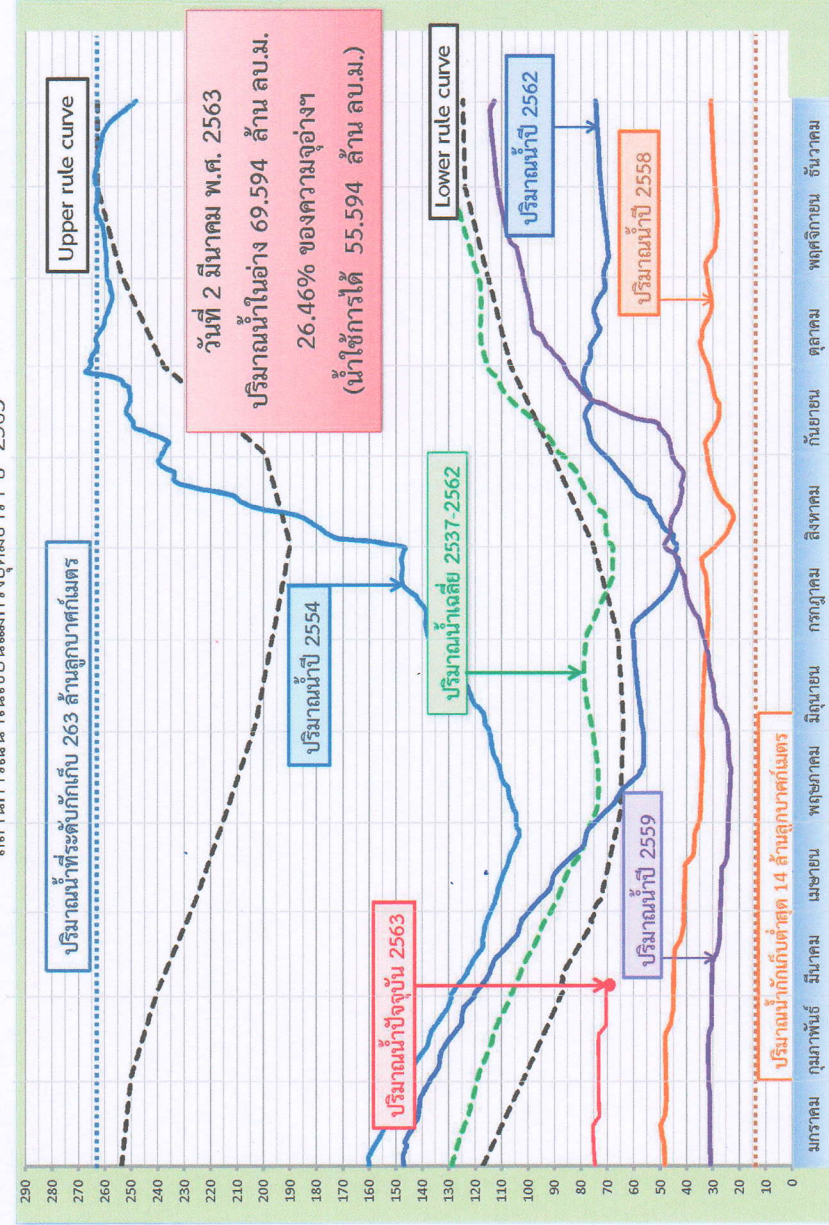 ปริมาณน้ำที่ระดับกักเก็บ 263 ล้านลูกบาศก์เมตร
Upper rule curve
วันที่ 2 มีนาคม พ.ศ. 2563
ปริมาณน้ำในอ่าง 69.594 ล้าน ลบ.ม.
26.46% ของความจุอ่างฯ
(น้ำใช้การได้ 55.594 ล้าน ลบ.ม.)
ปริมาณน้ำปี 2554
ปริมาณน้ำปัจจุบัน 2563
ปริมาณน้ำเฉลี่ย 2537-2562
Lower rule curve
ปริมาณน้ำปี 2562
ปริมาณน้ำปี 2559
ปริมาณน้ำปี 2558
ปริมาณน้ำกักเก็บต่ำสุด 14 ล้านลูกบาศก์เมตร
290
280
270
260
250
240
230
220
210
200
190
180
170
160
150
140
130
120
110
100
90
80
70
60
50
40
30
20
10
0
มกราคม กุมภาพันธ์ มีนาคม เมษายน พฤษภาคม มิถุนายน กรกฎาคม สิงหาคม กันยายน ตุลาคม พฤศจิกายน ธันวาคม